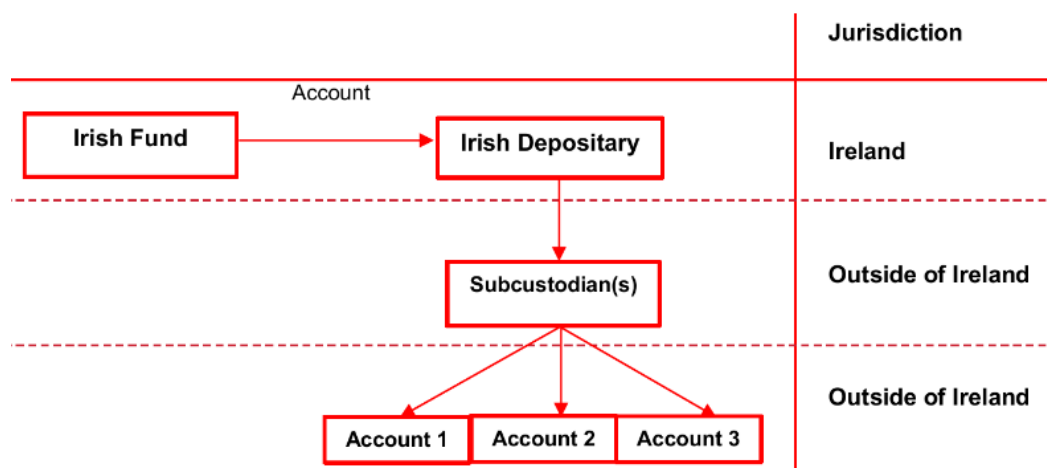 Jurisdiction
Account
Irish Fund
Irish Depositary
Ireland
Subcustodian(s)
Outside of Ireland
Outside of Ireland
Account 1
Account 2
Account 3